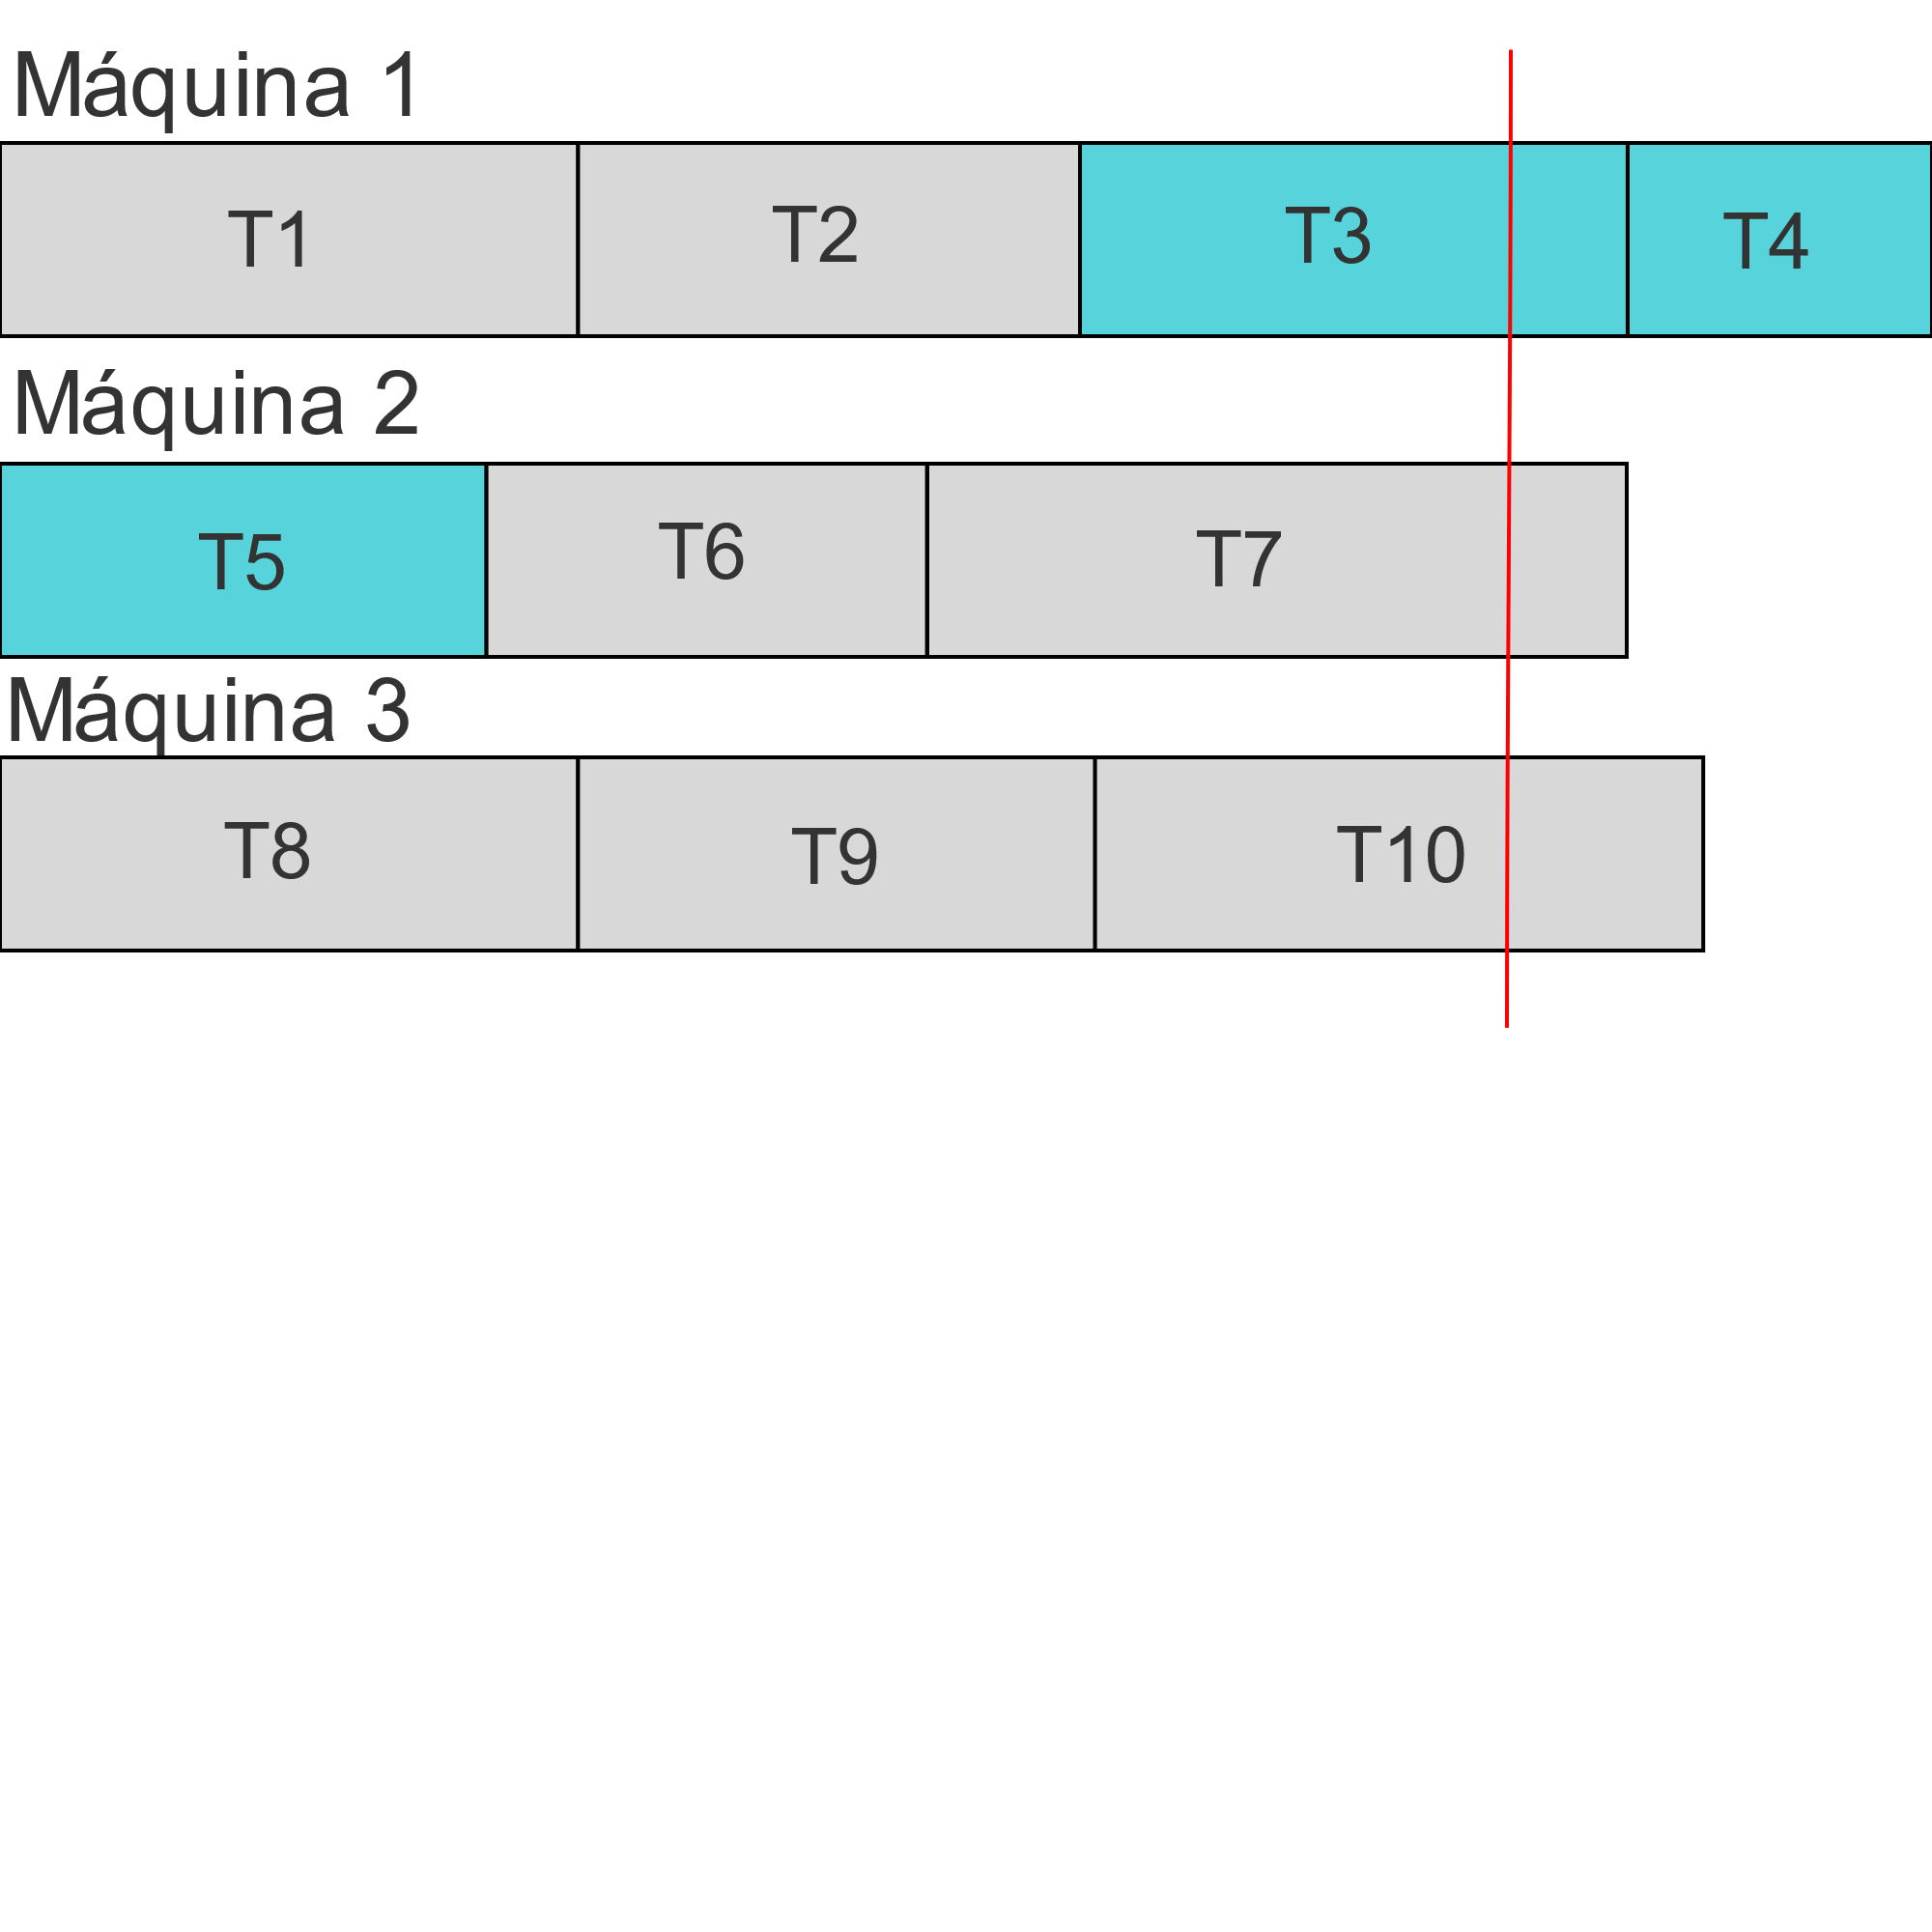 Máquina 1
T1 T2 T3 T4
Máquina 2
T5 T6 T7
Máquina 3
T8 T9 T10